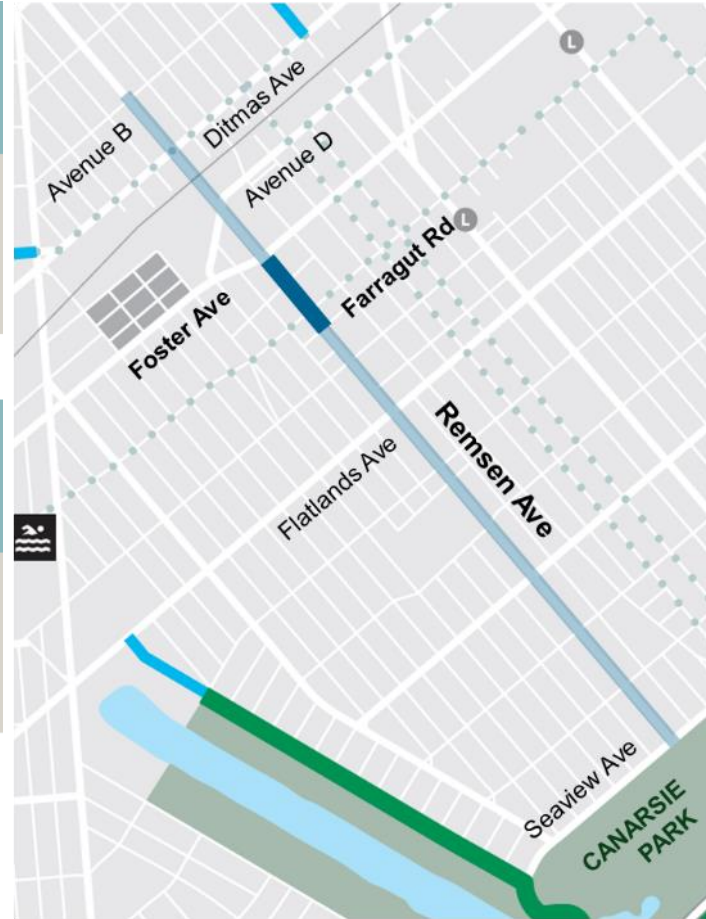 L
Ditmas Ave
Avenue B
Avenue D
L
Farragut Rd
Foster Ave
Remsen Ave
Flatlands Ave
Seaview Ave
CANARSIE
PARK